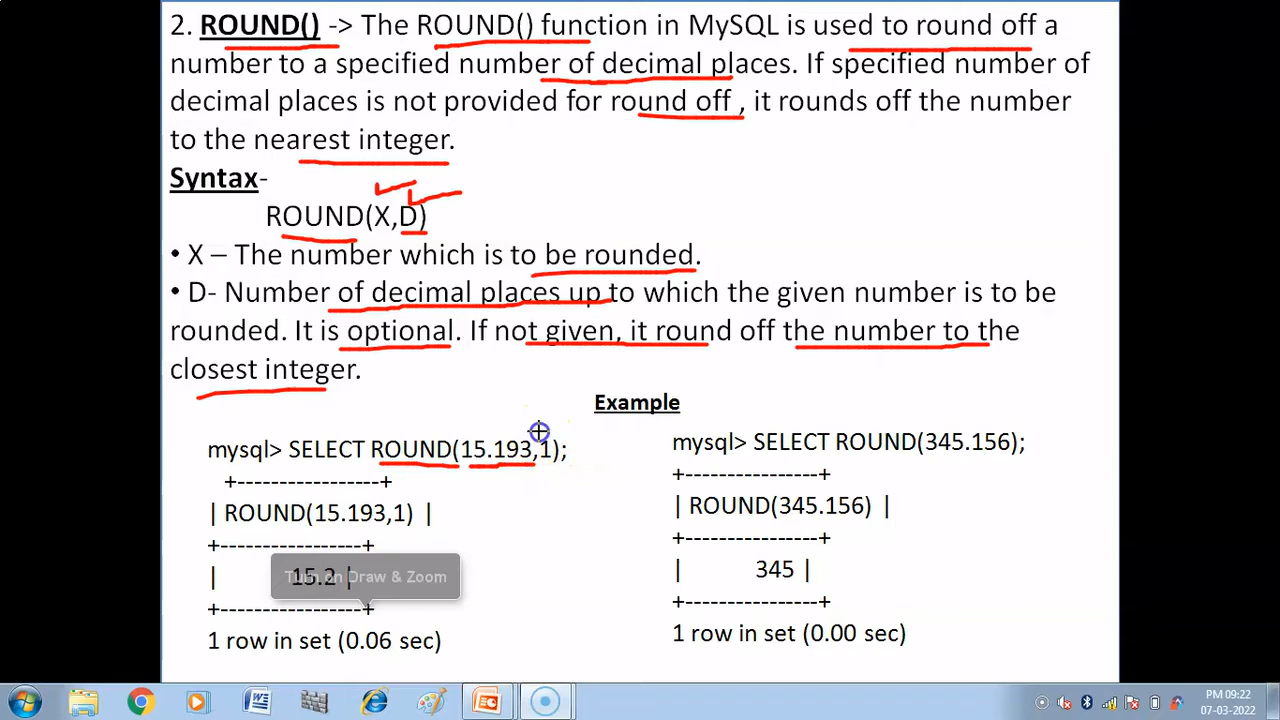 2. ROUND() -> The ROUND() function in MySQL is used to round off a
number to a specified number of decimal places. If specified number of
decimal places is not provided for round off , it rounds off the number
to the nearest integer.
Syntax-
ROUND(X,D)
• X – The number which is to be rounded.
• D- Number of decimal places up to which the given number is to be
rounded. It is optional. If not given, it round off the number to the
closest integer.
Example
mysql> SELECT ROUND(15.193,1);
+----------------+
| ROUND(15.193,1) |
+----------------+
| 15.2 |
Turn on Draw & Zoom
+----------------+
1 row in set (0.06 sec)
mysql> SELECT ROUND(345.156);
+---------------+
| ROUND(345.156) |
+---------------+
| 345 |
+---------------+
1 row in set (0.00 sec)
PM 09:22
07-03-2022